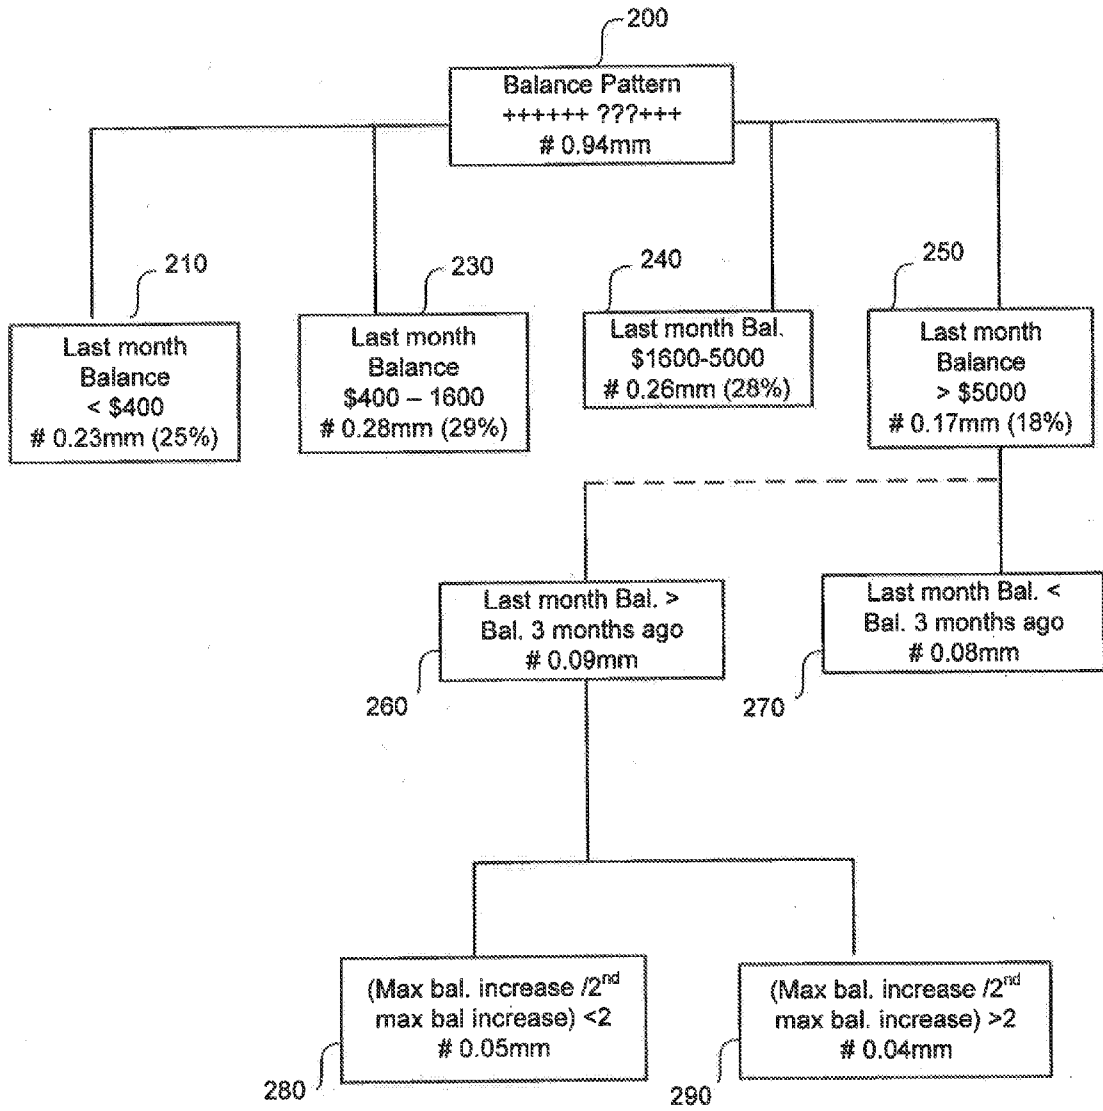 200
Balance Pattern
++++++ ???+++
# 0.94mm
210
Last month
Balance
< $400
# 0.23mm (25%)
230
Last month
Balance
$400 – 1600
# 0.28mm (29%)
240
Last month Bal.
$1600-5000
# 0.26mm (28%)
250
Last month
Balance
> $5000
# 0.17mm (18%)
Last month Bal. >
Bal. 3 months ago
# 0.09mm
260
Last month Bal. <
Bal. 3 months ago
# 0.08mm
270
(Max bal. increase /2nd
max bal increase) <2
# 0.05mm
280
(Max bal. increase /2nd
max bal. increase) >2
# 0.04mm
290